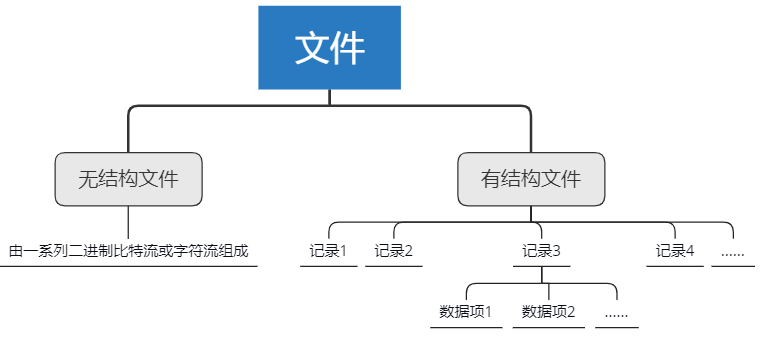 文件
无结构文件
有结构文件
由一系列二进制比特流或字符流组成
记录1
记录2
记录3
记录4
......
数据项1
数据项2
......